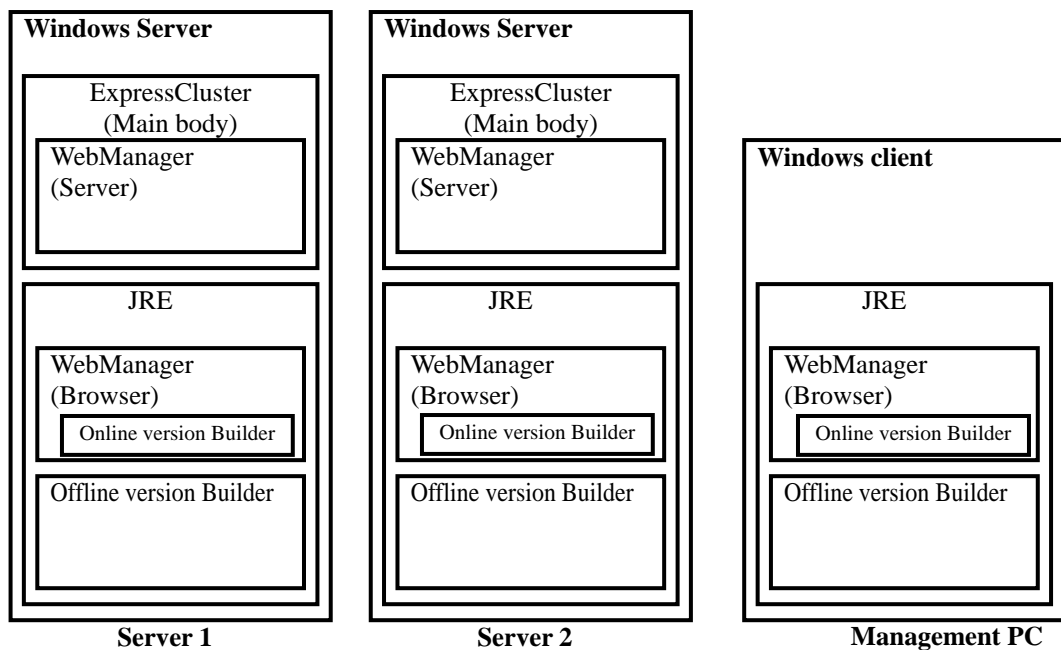 Windows Server
ExpressCluster
(Main body)
WebManager
(Server)
JRE
WebManager
(Browser)
Online version Builder
Offline version Builder
Server 1
Windows Server
ExpressCluster
(Main body)
WebManager
(Server)
JRE
WebManager
(Browser)
Online version Builder
Offline version Builder
Server 2
Windows client
JRE
WebManager
(Browser)
Online version Builder
Offline version Builder
Management PC